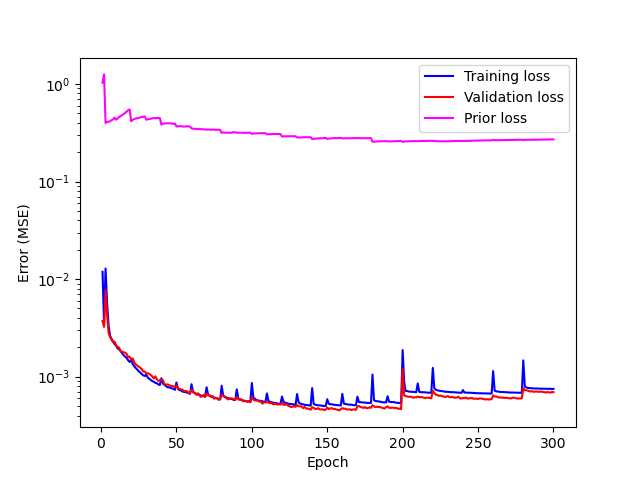 Training loss
Validation loss
Prior loss
10^0
10^-1
10^-2
10^-3
Error (MSE)
0 50 100 150 200 250 300
Epoch